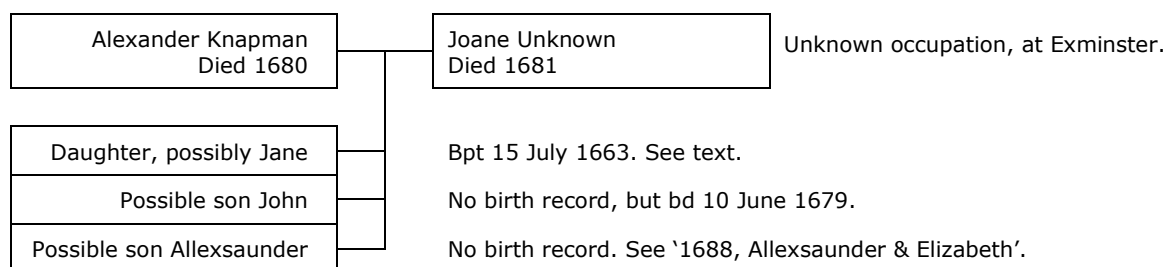 Alexander Knapman
Died 1680
Joane Unknown
Died 1681
Unknown occupation, at Exminster.
Daughter, possibly Jane
Bpt 15 July 1663. See text.
Possible son John
No birth record, but bd 10 June 1679.
Possible son Allexsaunder
No birth record. See ‘1688, Allexsaunder & Elizabeth’.